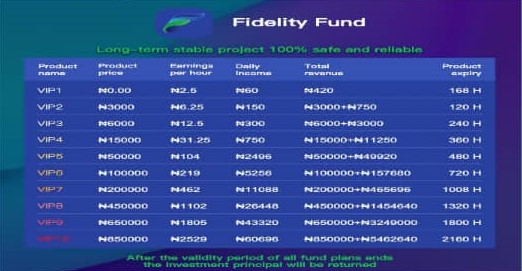 Fidelity Fund
Long-term stable project 100% safe and reliable
Product name Product price Earnings per hour Daily Income Total revenue Product expiry
VIP1 ₦0.00 ₦2.5 ₦60 ₦420 168 H
VIP2 ₦3000 ₦6.25 ₦150 ₦3000+₦750 120 H
VIP3 ₦6000 ₦12.5 ₦300 ₦6000+₦3000 240 H
VIP4 ₦15000 ₦31.25 ₦750 ₦15000+₦11250 360 H
VIP5 ₦50000 ₦104 ₦2496 ₦50000+₦49920 480 H
VIP6 ₦100000 ₦219 ₦5256 ₦100000+₦157680 720 H
VIP7 ₦200000 ₦462 ₦11088 ₦200000+₦465696 1008 H
VIP8 ₦450000 ₦1102 ₦26448 ₦450000+₦1454640 1320 H
VIP9 ₦650000 ₦1805 ₦43320 ₦650000+₦3249000 1800 H
₦850000 ₦2529 ₦60696 ₦850000+₦5462640 2160 H
After the validity period of all fund plans ends
the investment principal will be returned